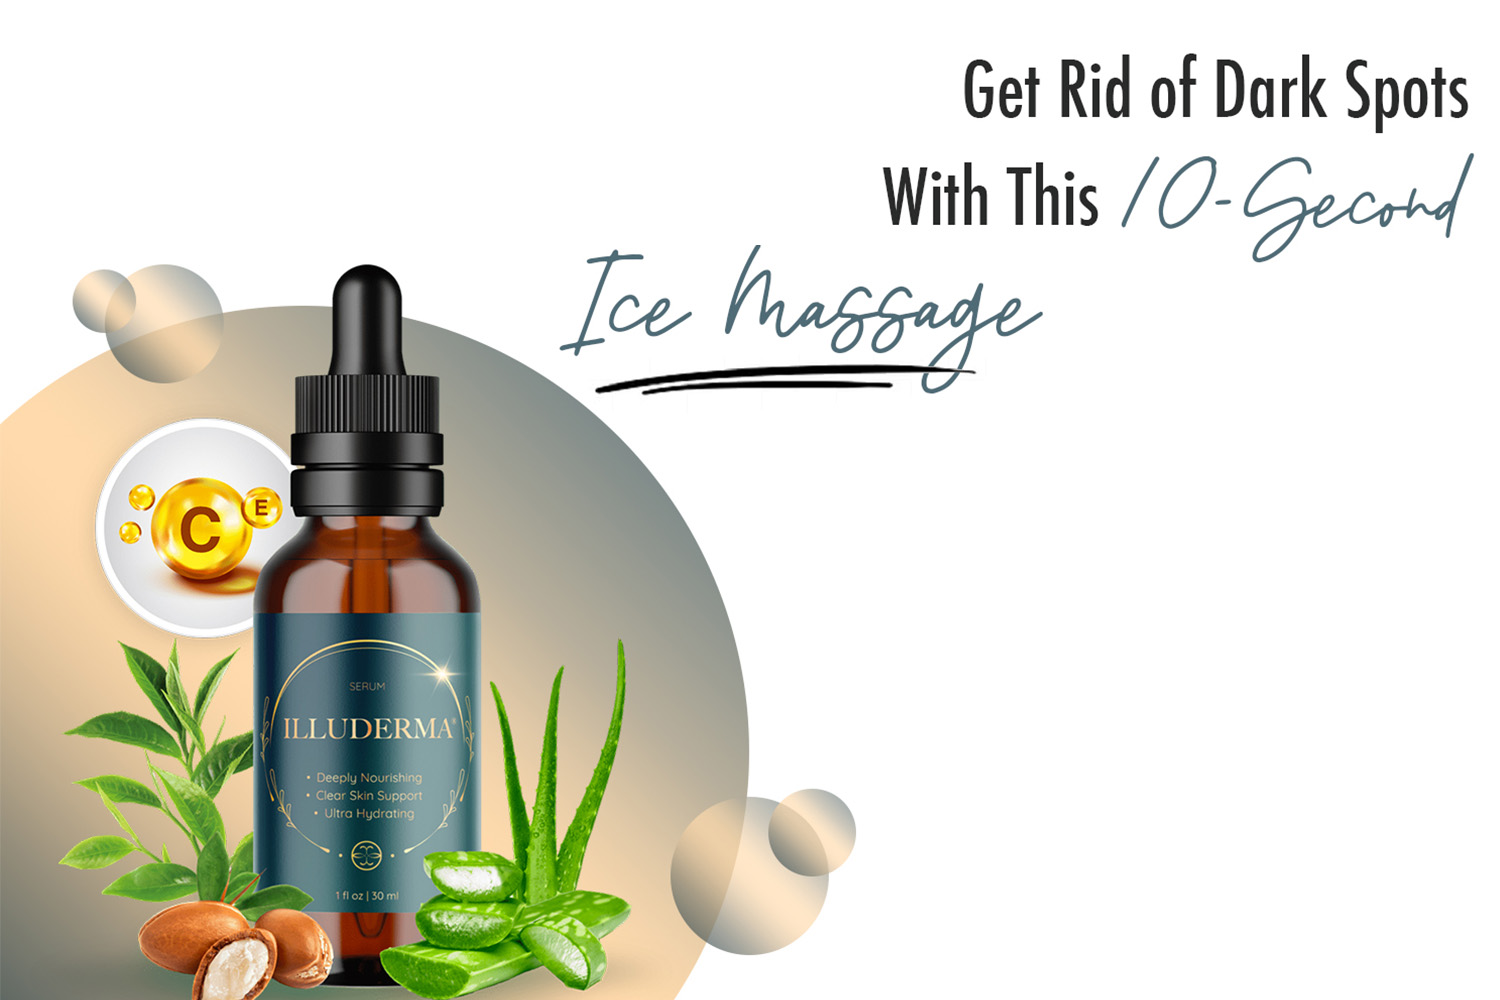 Get Rid of Dark Spots
With This 10-Second
Ice Massage
C
E
SERUM
ILLUDERMA®
• Deeply Nourishing
• Clear Skin Support
• Ultra Hydrating
1 fl oz | 30 ml